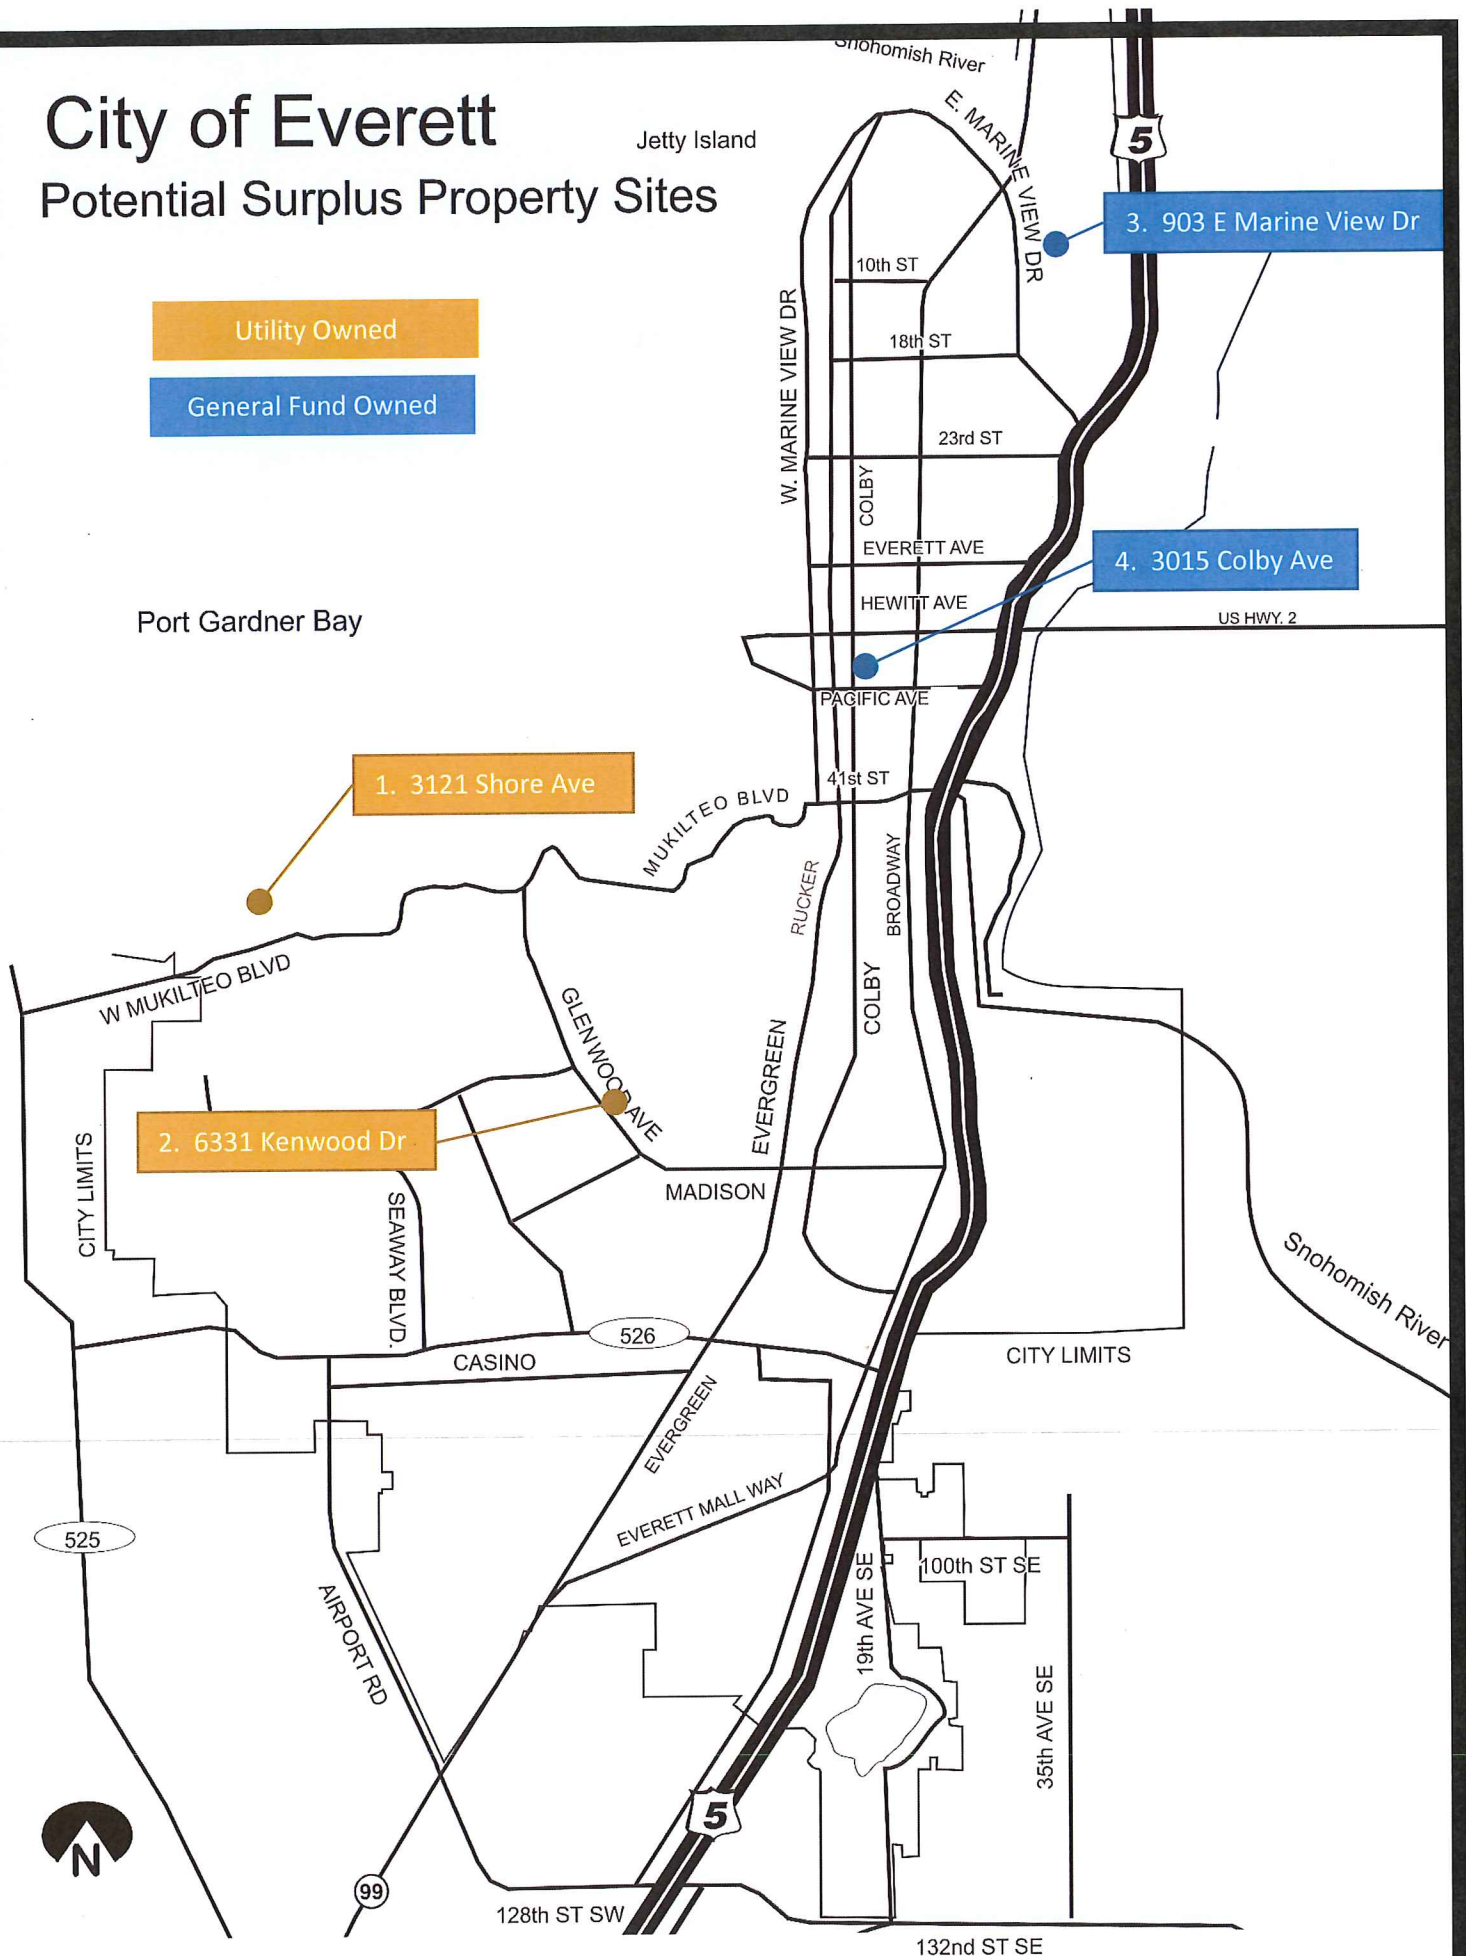 Snohomish River
City of Everett
Potential Surplus Property Sites
Jetty Island
E. MARINE VIEW DR
5
3. 903 E Marine View Dr
10th ST
Utility Owned
W. MARINE VIEW DR
18th ST
General Fund Owned
23rd ST
COLBY
EVERETT AVE
4. 3015 Colby Ave
HEWITT AVE
US HWY. 2
Port Gardner Bay
PACIFIC AVE
1. 3121 Shore Ave
41st ST
MUKILTEO BLVD
RUCKER
BROADWAY
W MUKILTEO BLVD
GLENWOOD AVE
COLBY
EVERGREEN
2. 6331 Kenwood Dr
CITY LIMITS
MADISON
SEAWAY BLVD.
Snohomish River
526
CITY LIMITS
CASINO
EVERGREEN
EVERETT MALL WAY
525
100th ST SE
19th AVE SE
AIRPORT RD
35th AVE SE
5
N
99
128th ST SW
132nd ST SE